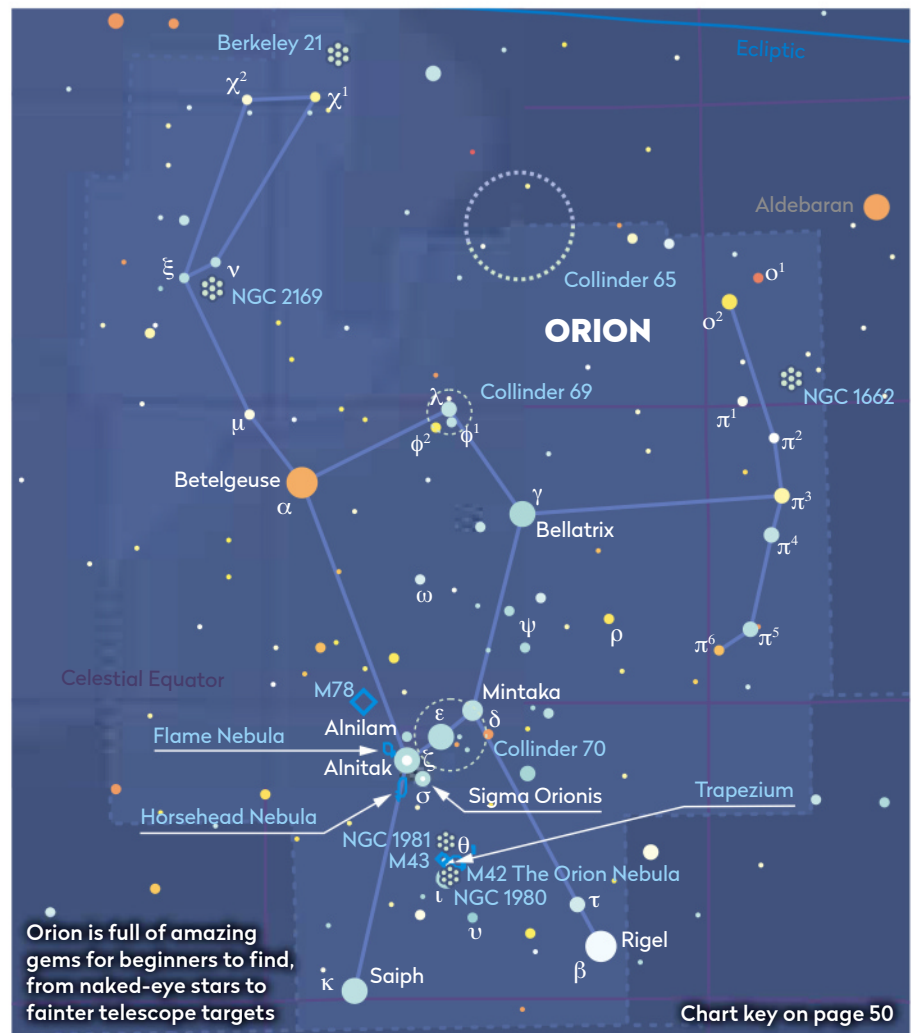 Berkeley 21
Ecliptic
χ²
χ¹
Aldebaran
ξ
ν
NGC 2169
Collinder 65
ο¹
ο²
ORION
NGC 1662
λ
Collinder 69
μ
φ²
φ¹
π¹
π²
Betelgeuse
α
γ
Bellatrix
π³
π⁴
ω
ψ
ρ
π⁶
π⁵
Celestial Equator
M78
Mintaka
ε
δ
Alnilam
Flame Nebula
Alnitak
ζ
Collinder 70
σ
Sigma Orionis
Trapezium
Horsehead Nebula
NGC 1981
θ
M43
M42 The Orion Nebula
ι
NGC 1980
τ
υ
Rigel
β
κ
Saiph
Orion is full of amazing
gems for beginners to find,
from naked-eye stars to
fainter telescope targets
Chart key on page 50